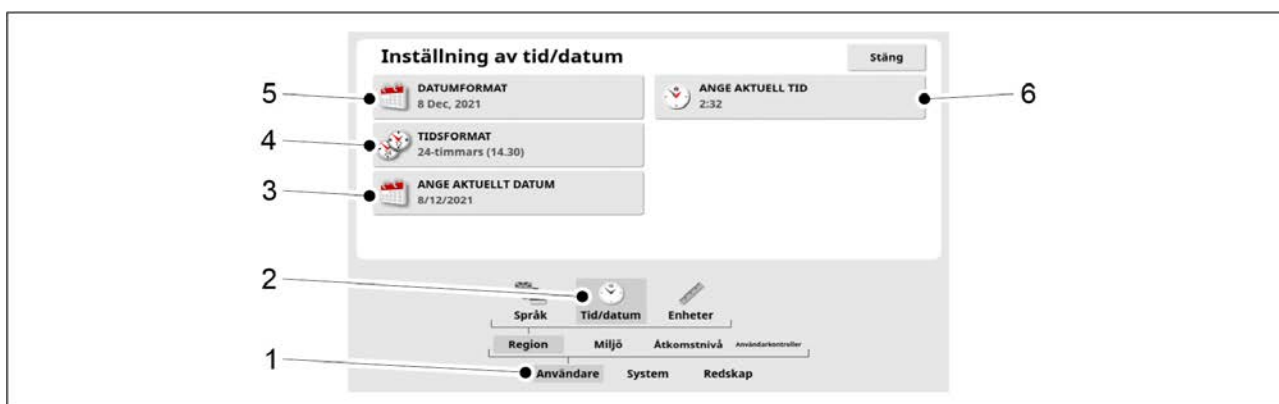 Inställning av tid/datum
Stäng
5
DATUMFORMAT
8 Dec, 2021
ANGE AKTUELL TID
2:32
6
4
TIDSFORMAT
24-timmars (14.30)
3
ANGE AKTUELLT DATUM
8/12/2021
2
Språk Tid/datum Enheter
Region Miljö Åtkomstnivå Användarkontroller
1
Användare System Redskap